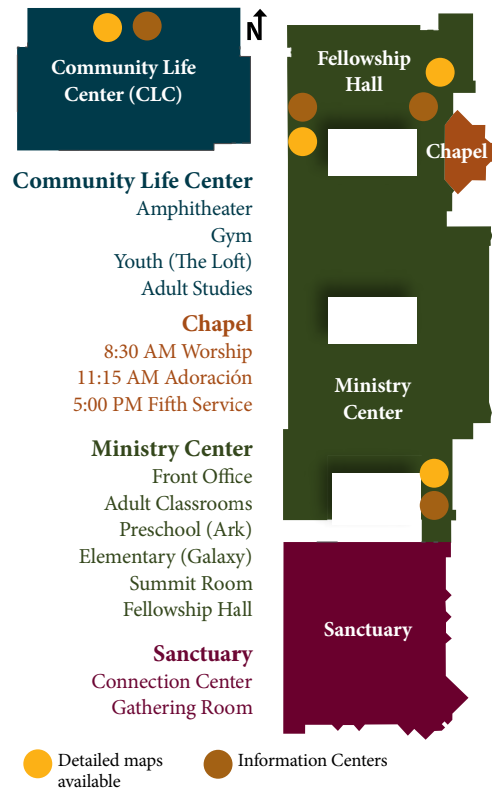 N
Community Life
Center (CLC)
Fellowship
Hall
Chapel
Community Life Center
Amphitheater
Gym
Youth (The Loft)
Adult Studies
Chapel
8:30 AM Worship
11:15 AM Adoración
5:00 PM Fifth Service
Ministry
Center
Ministry Center
Front Office
Adult Classrooms
Preschool (Ark)
Elementary (Galaxy)
Summit Room
Fellowship Hall
Sanctuary
Sanctuary
Connection Center
Gathering Room
Detailed maps
available
Information Centers